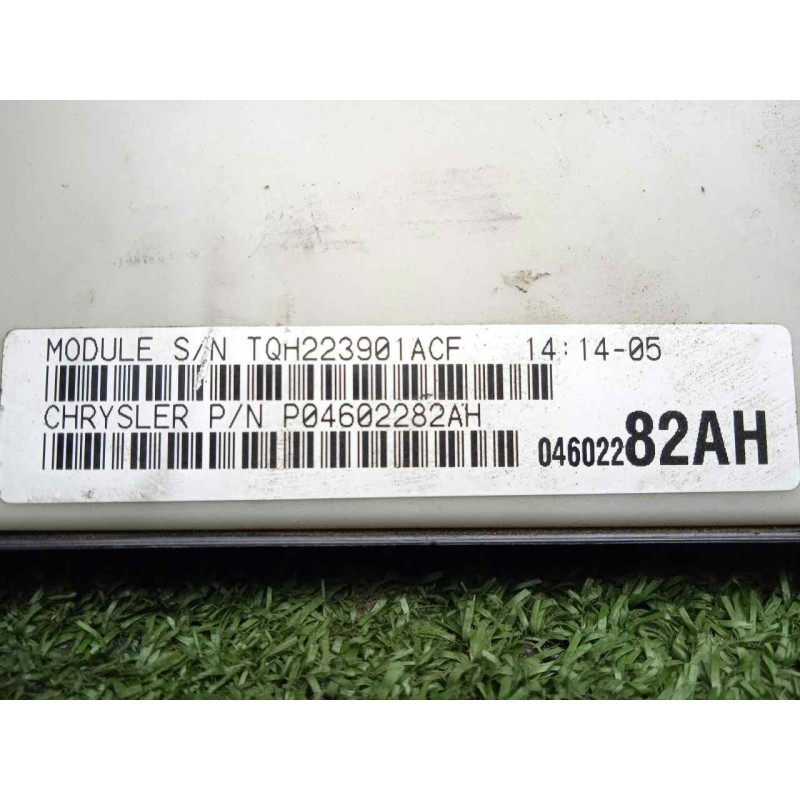 MODULE S/N TQH223901ACF 14:14-05
CHRYSLER P/N P04602282AH
04602282AH